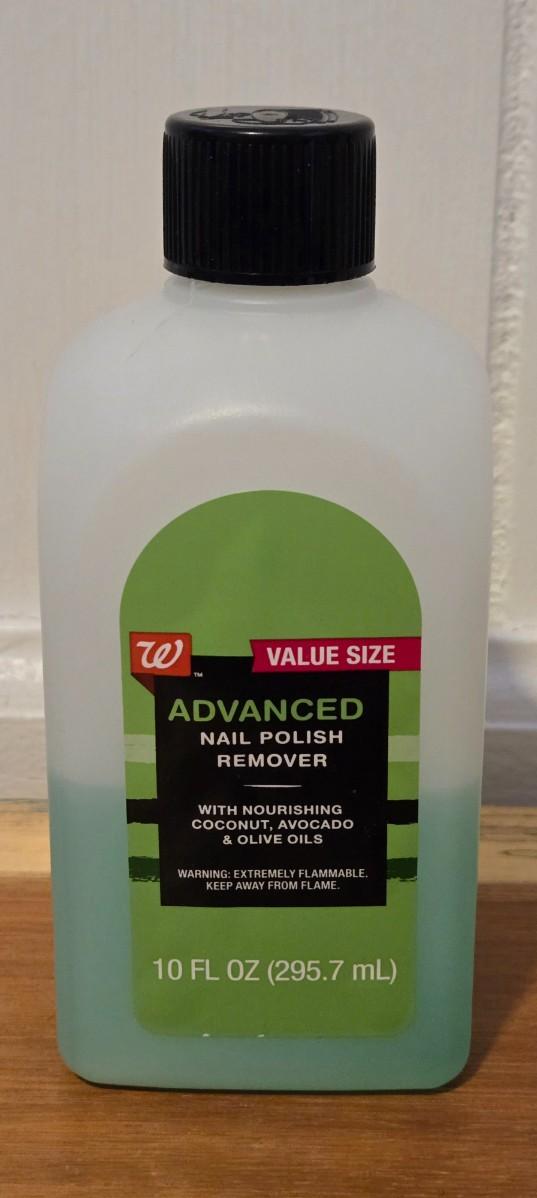 W
™
VALUE SIZE
ADVANCED
NAIL POLISH
REMOVER
WITH NOURISHING
COCONUT, AVOCADO
& OLIVE OILS
WARNING: EXTREMELY FLAMMABLE.
KEEP AWAY FROM FLAME.
10 FL OZ (295.7 mL)